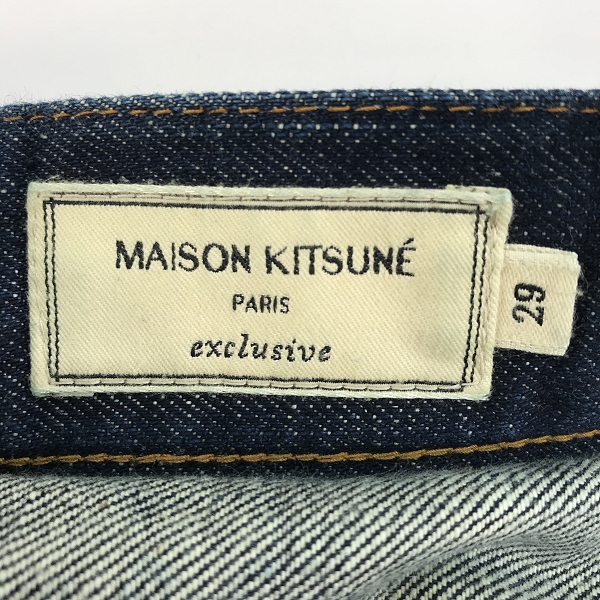 MAISON KITSUNÉ
PARIS
exclusive
29